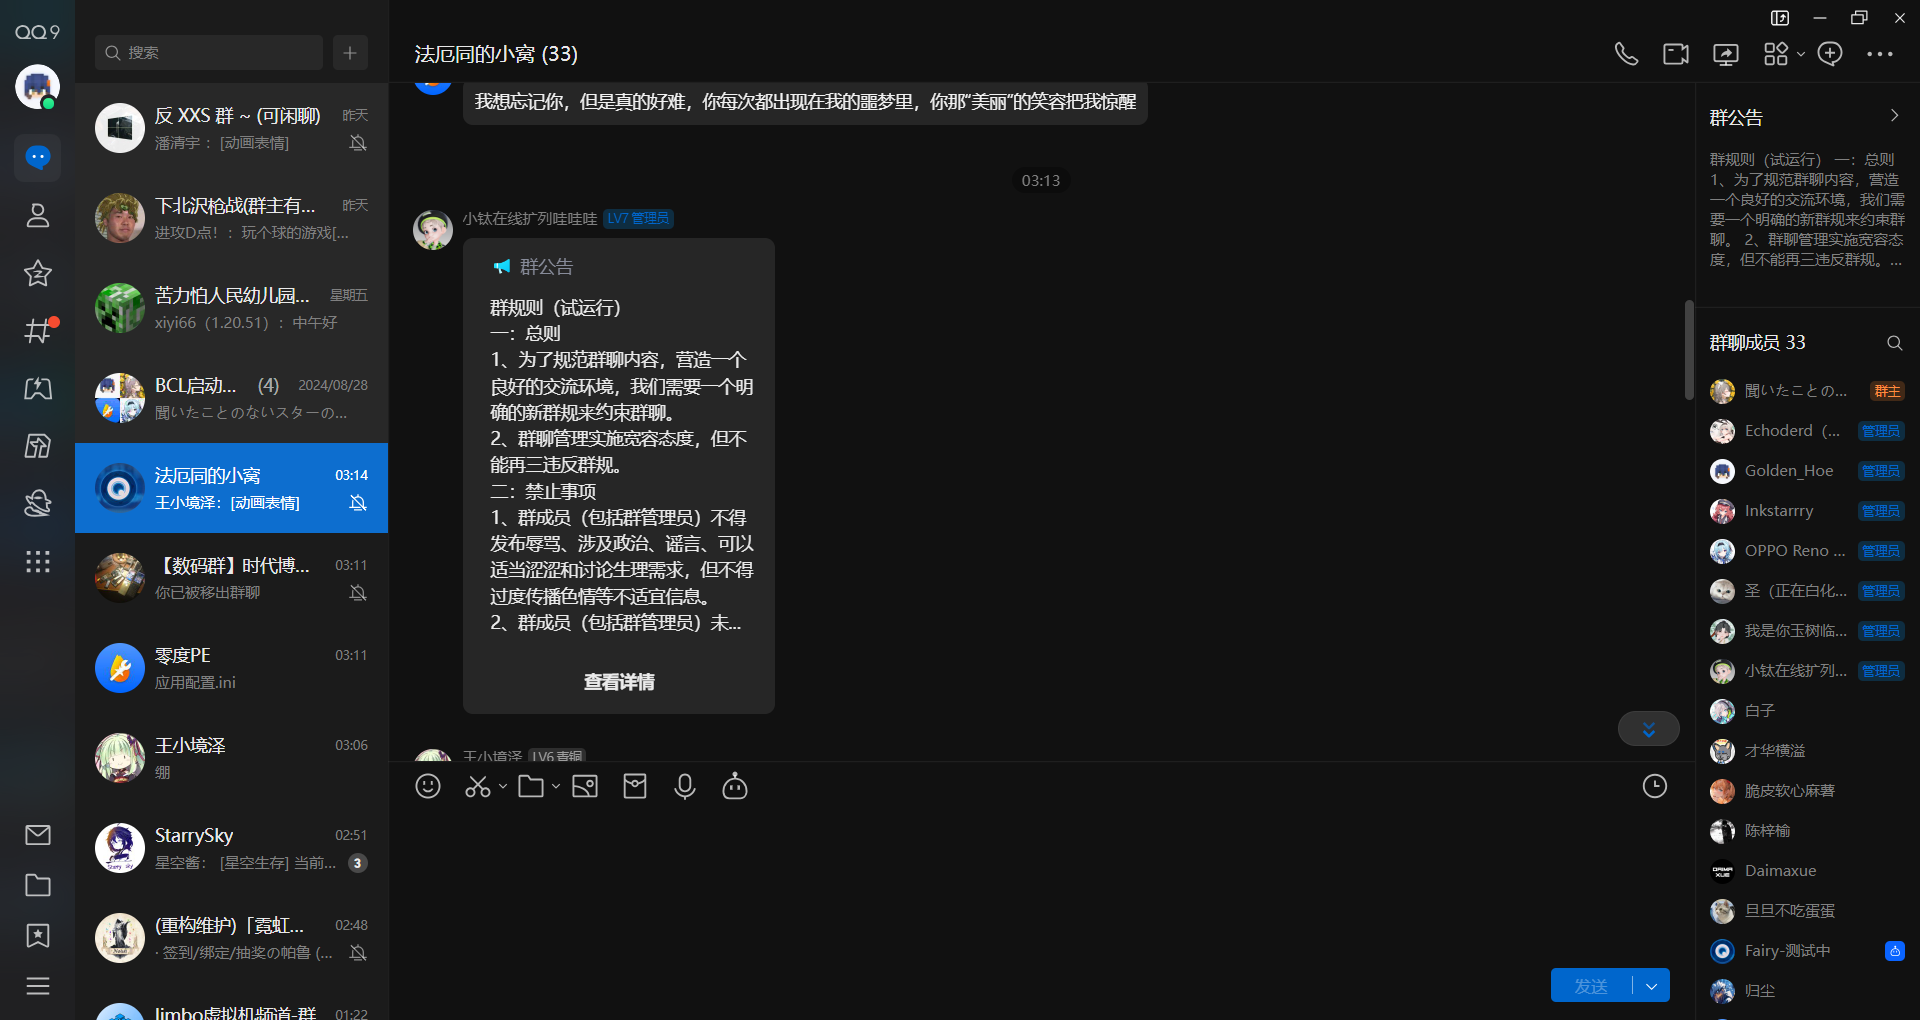 QQ9
搜索
反 XXS 群 ~ (可闲聊)
昨天
潘清宇： [动画表情]
下北沢枪战(群主有...
昨天
进攻D点！： 玩个球的游戏[...
苦力怕人民幼儿园...
星期五
xiyi66（1.20.51）： 中午好
BCL启动... (4)
2024/08/28
聞いたことのないスターの...
法厄同的小窝
03:14
王小境泽：[动画表情]
【数码群】时代博...
03:11
你已被移出群聊
零度PE
03:11
应用配置.ini
王小境泽
03:06
绷
StarrySky
02:51
星空酱： [星空生存] 当前...
3
(重构维护)「霓虹...
02:48
· 签到/绑定/抽奖の帕鲁 (...
limbo虚拟机频道-群
01:22
法厄同的小窝 (33)
我想忘记你，但是真的好难，你每次都出现在我的噩梦里，你那“美丽”的笑容把我惊醒
03:13
小钛在线扩列哇哇哇 LV7 管理员
群公告
群规则（试运行）
一：总则
1、为了规范群聊内容，营造一个
良好的交流环境，我们需要一个明
确的新群规来约束群聊。
2、群聊管理实施宽容态度，但不
能再三违反群规。
二：禁止事项
1、群成员（包括群管理员）不得
发布辱骂、涉及政治、谣言、可以
适当涩涩和讨论生理需求，但不得
过度传播色情等不适宜信息。
2、群成员（包括群管理员）未...
查看详情
王小境泽 LV6 青铜
发送
群公告
群规则（试运行） 一：总则
1、为了规范群聊内容，营造
一个良好的交流环境，我们需
要一个明确的新群规来约束群
聊。 2、群聊管理实施宽容态
度，但不能再三违反群规。...
群聊成员 33
聞いたことの... 群主
Echoderd（... 管理员
Golden_Hoe 管理员
Inkstarrry 管理员
OPPO Reno ... 管理员
圣（正在白化... 管理员
我是你玉树临... 管理员
小钛在线扩列... 管理员
白子
才华横溢
脆皮软心麻薯
陈梓榆
Daimaxue
旦旦不吃蛋蛋
Fairy-测试中
归尘